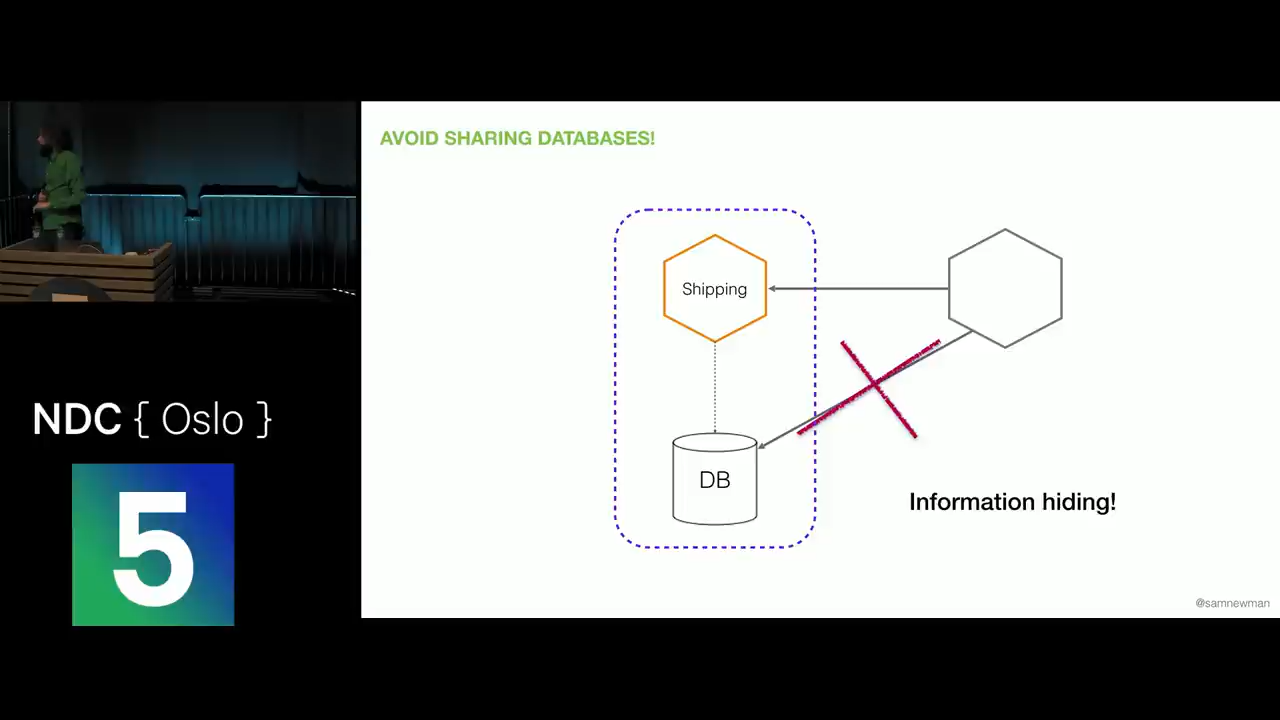 AVOID SHARING DATABASES!
Shipping
DB
Information hiding!
@samnewman
NDC { Oslo }
5